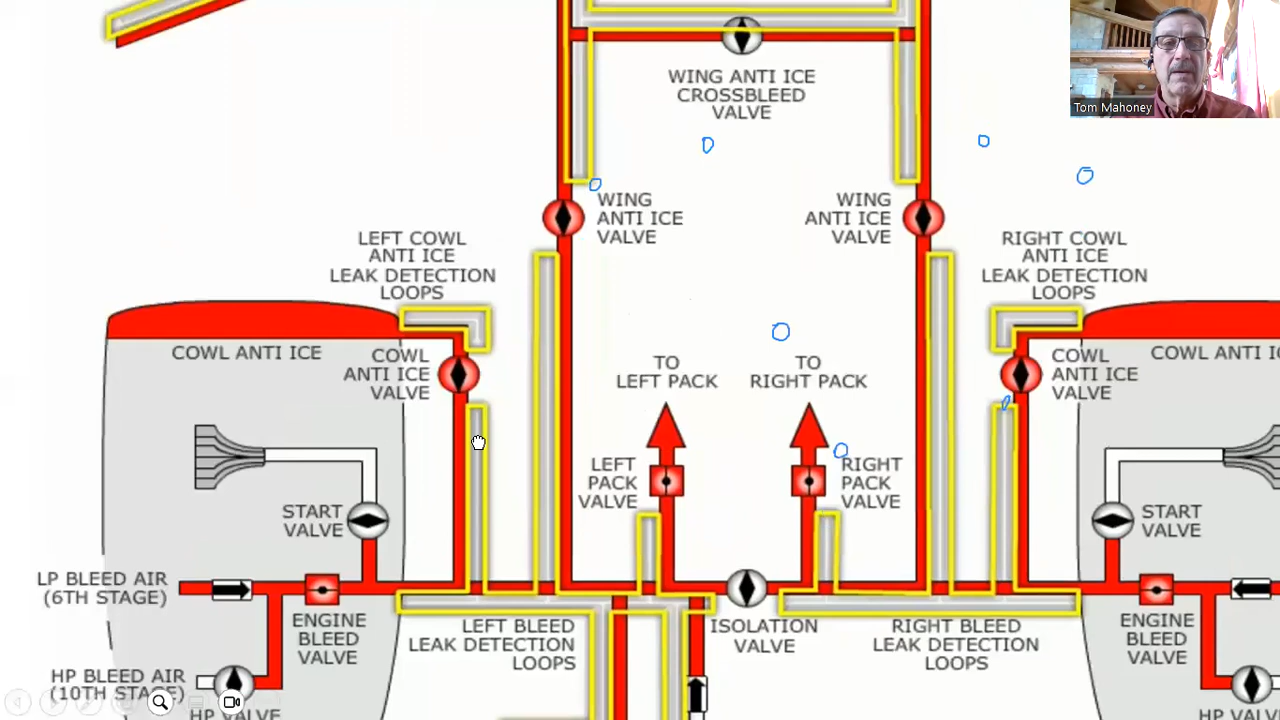 Tom Mahoney
WING ANTI ICE
CROSSBLEED
VALVE
WING
ANTI ICE
VALVE
WING
ANTI ICE
VALVE
LEFT COWL
ANTI ICE
LEAK DETECTION
LOOPS
RIGHT COWL
ANTI ICE
LEAK DETECTION
LOOPS
COWL ANTI ICE
COWL
ANTI ICE
VALVE
TO
LEFT PACK
TO
RIGHT PACK
COWL
ANTI ICE
VALVE
COWL ANTI IC
LEFT
PACK
VALVE
RIGHT
PACK
VALVE
START
VALVE
START
VALVE
LP BLEED AIR
(6TH STAGE)
ENGINE
BLEED
VALVE
LEFT BLEED
LEAK DETECTION
LOOPS
ISOLATION
VALVE
RIGHT BLEED
LEAK DETECTION
LOOPS
ENGINE
BLEED
VALVE
HP BLEED AIR
(10TH STAGE)
HP VALVE
HP VALV